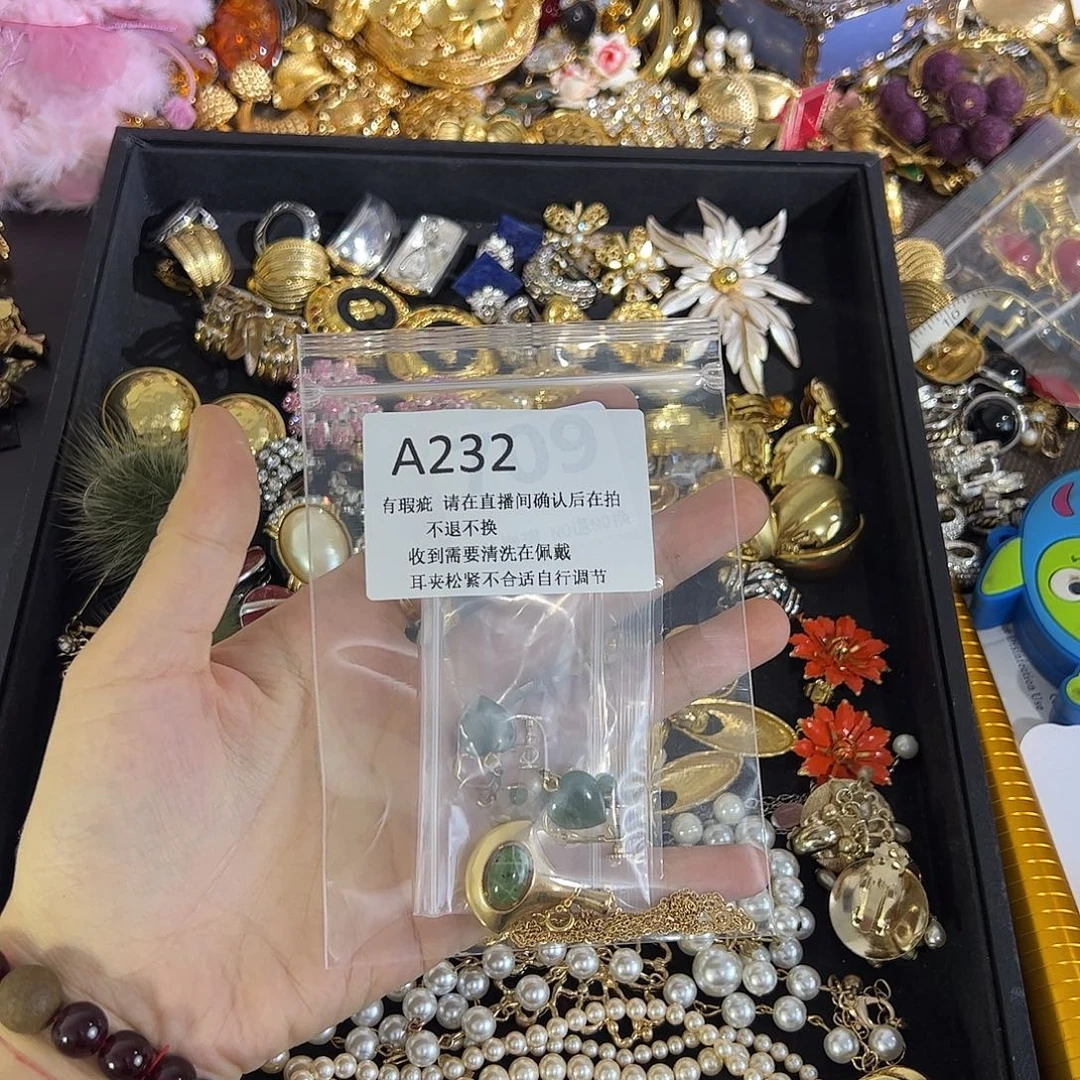 A232
有瑕疵 请在直播间确认后在拍
不退不换
收到需要清洗在佩戴
耳夹松紧不合适自行调节
09
16